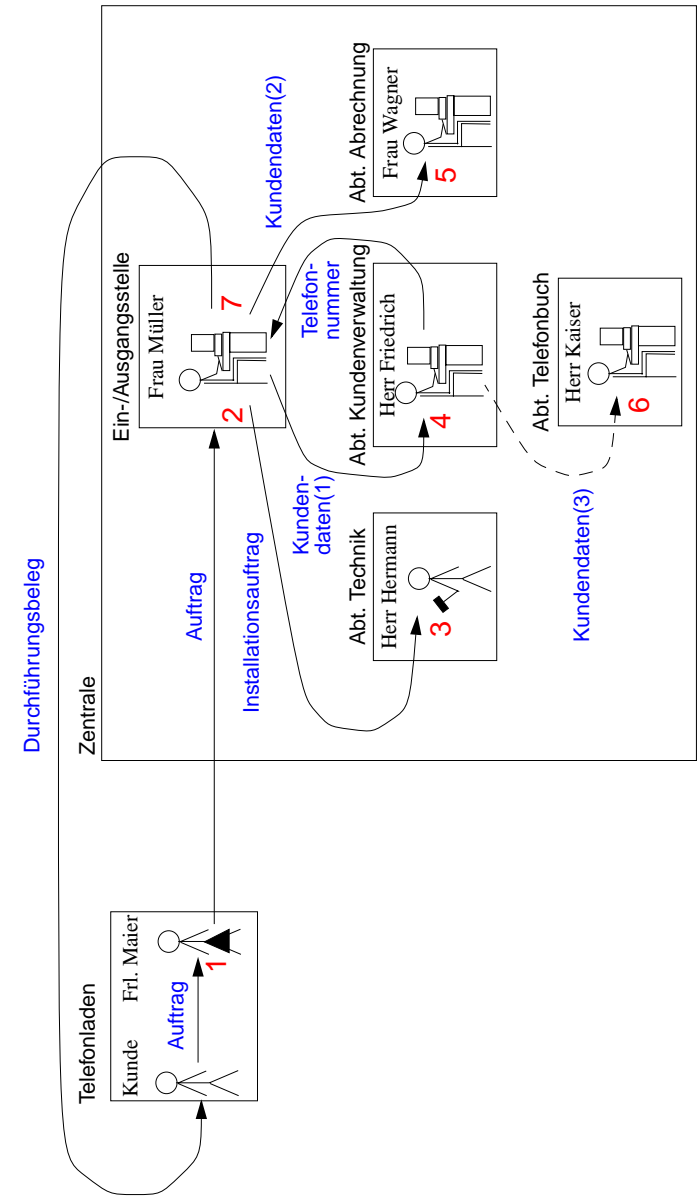 Durchführungsbeleg
Telefonladen
Kunde
Frl. Maier
Auftrag
1
Zentrale
Auftrag
Ein-/Ausgangsstelle
Frau Müller
2
7
Installationsauftrag
Kunden-
daten(1)
Telefon-
nummer
Kundendaten(2)
Abt. Technik
Herr Hermann
3
Abt. Kundenverwaltung
Herr Friedrich
4
Abt. Abrechnung
Frau Wagner
5
Kundendaten(3)
Abt. Telefonbuch
Herr Kaiser
6